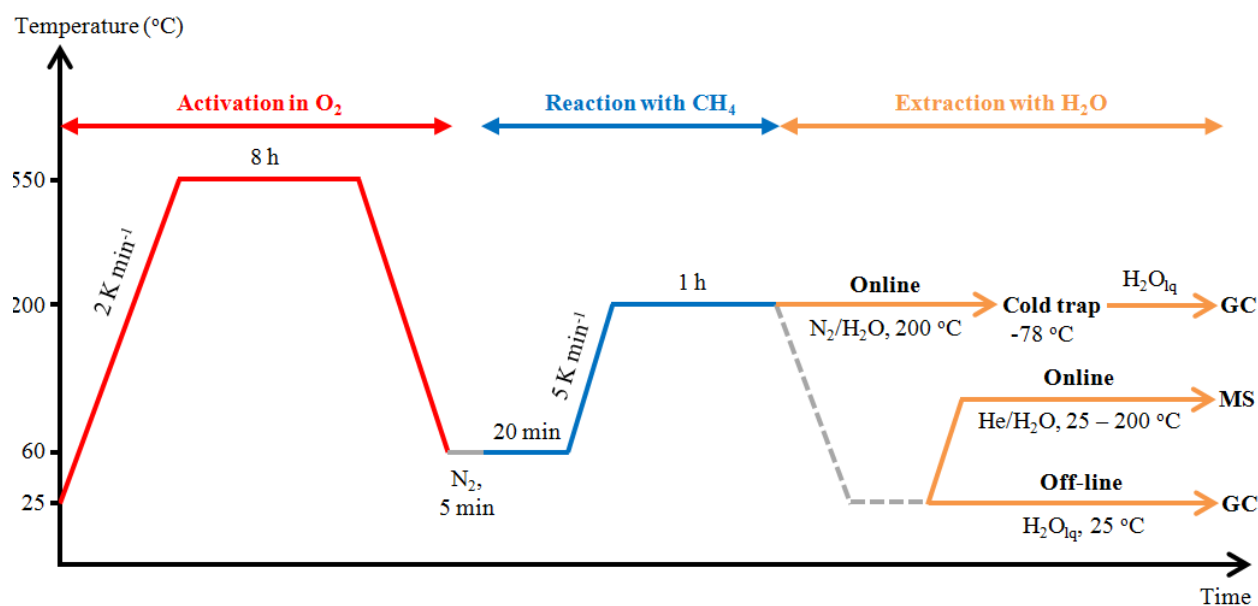 Temperature (°C)
Activation in O₂
Reaction with CH₄
Extraction with H₂O
550
8 h
2 K min⁻¹
200
1 h
5 K min⁻¹
Online
N₂/H₂O, 200 °C
Cold trap
-78 °C
H₂Olq
GC
Online
He/H₂O, 25 – 200 °C
MS
60
20 min
N₂,
5 min
25
Off-line
H₂Olq, 25 °C
GC
Time